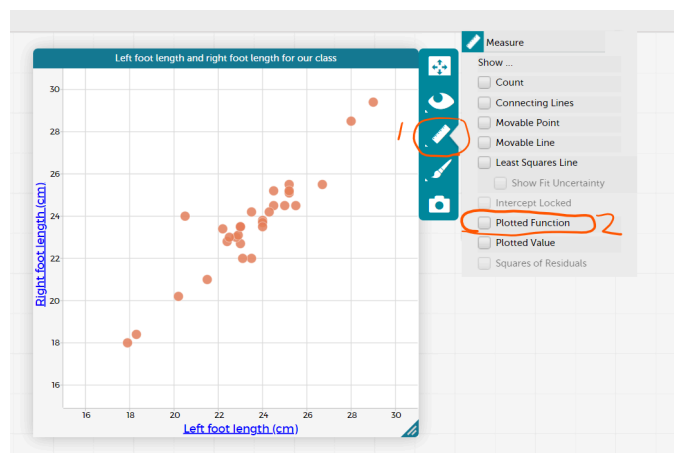 Measure
Left foot length and right foot length for our class
Show ...
Count
Connecting Lines
Movable Point
Movable Line
Least Squares Line
Show Fit Uncertainty
Intercept Locked
Plotted Function
Plotted Value
Squares of Residuals
1
2
30
28
26
24
22
20
18
16
Right foot length (cm)
16 18 20 22 24 26 28 30
Left foot length (cm)